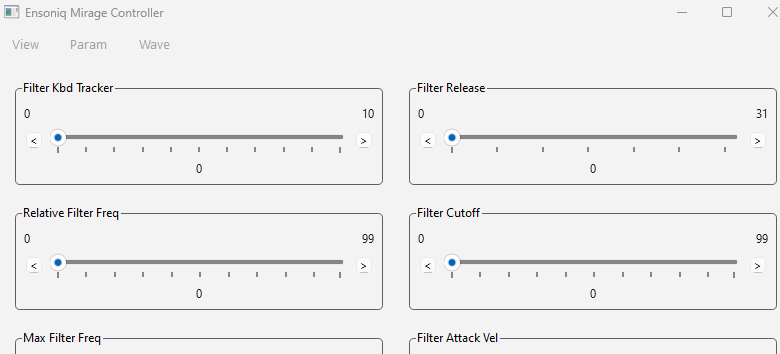 Ensoniq Mirage Controller
View Param Wave
Filter Kbd Tracker
0 10
< >
0
Filter Release
0 31
< >
0
Relative Filter Freq
0 99
< >
0
Filter Cutoff
0 99
< >
0
Max Filter Freq
Filter Attack Vel